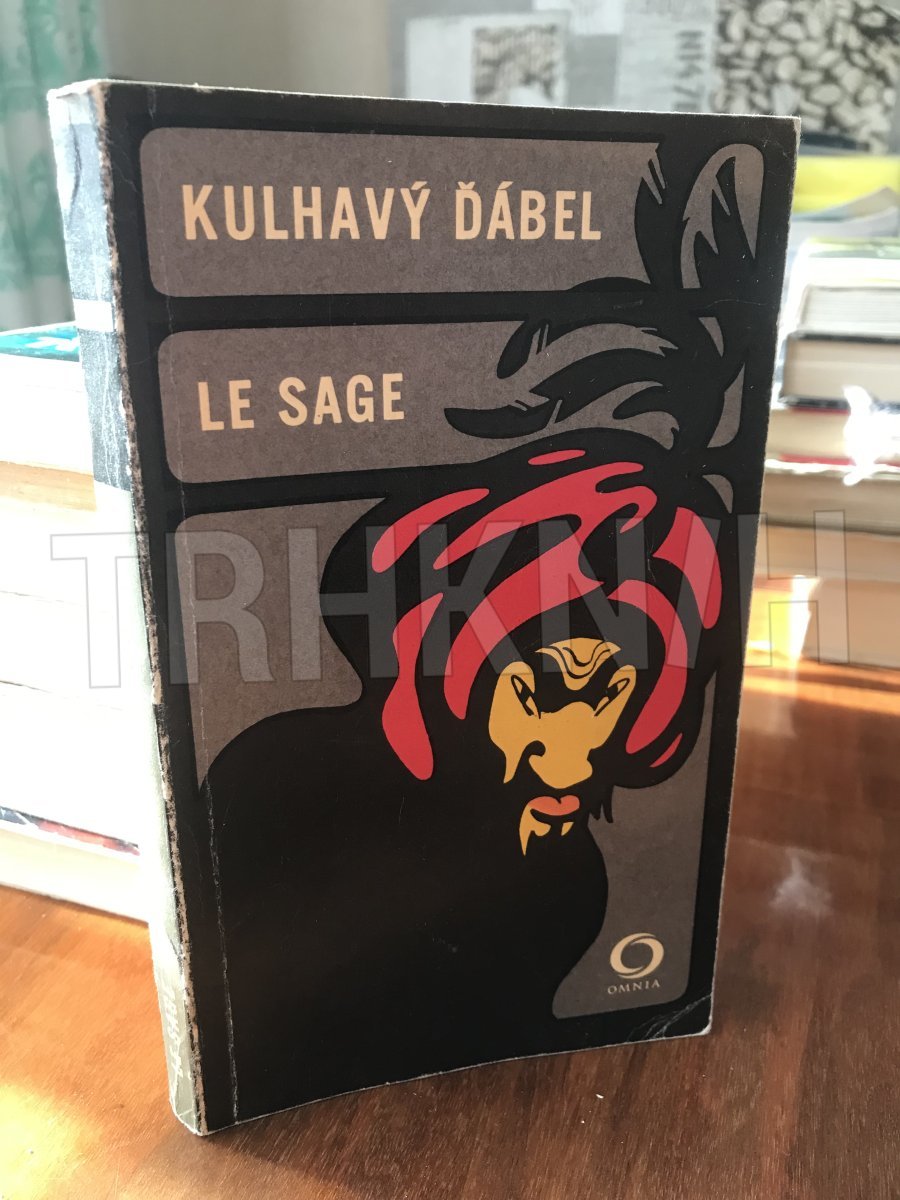 KULHAVÝ ĎÁBEL
LE SAGE
TRHKNIH
OMNIA